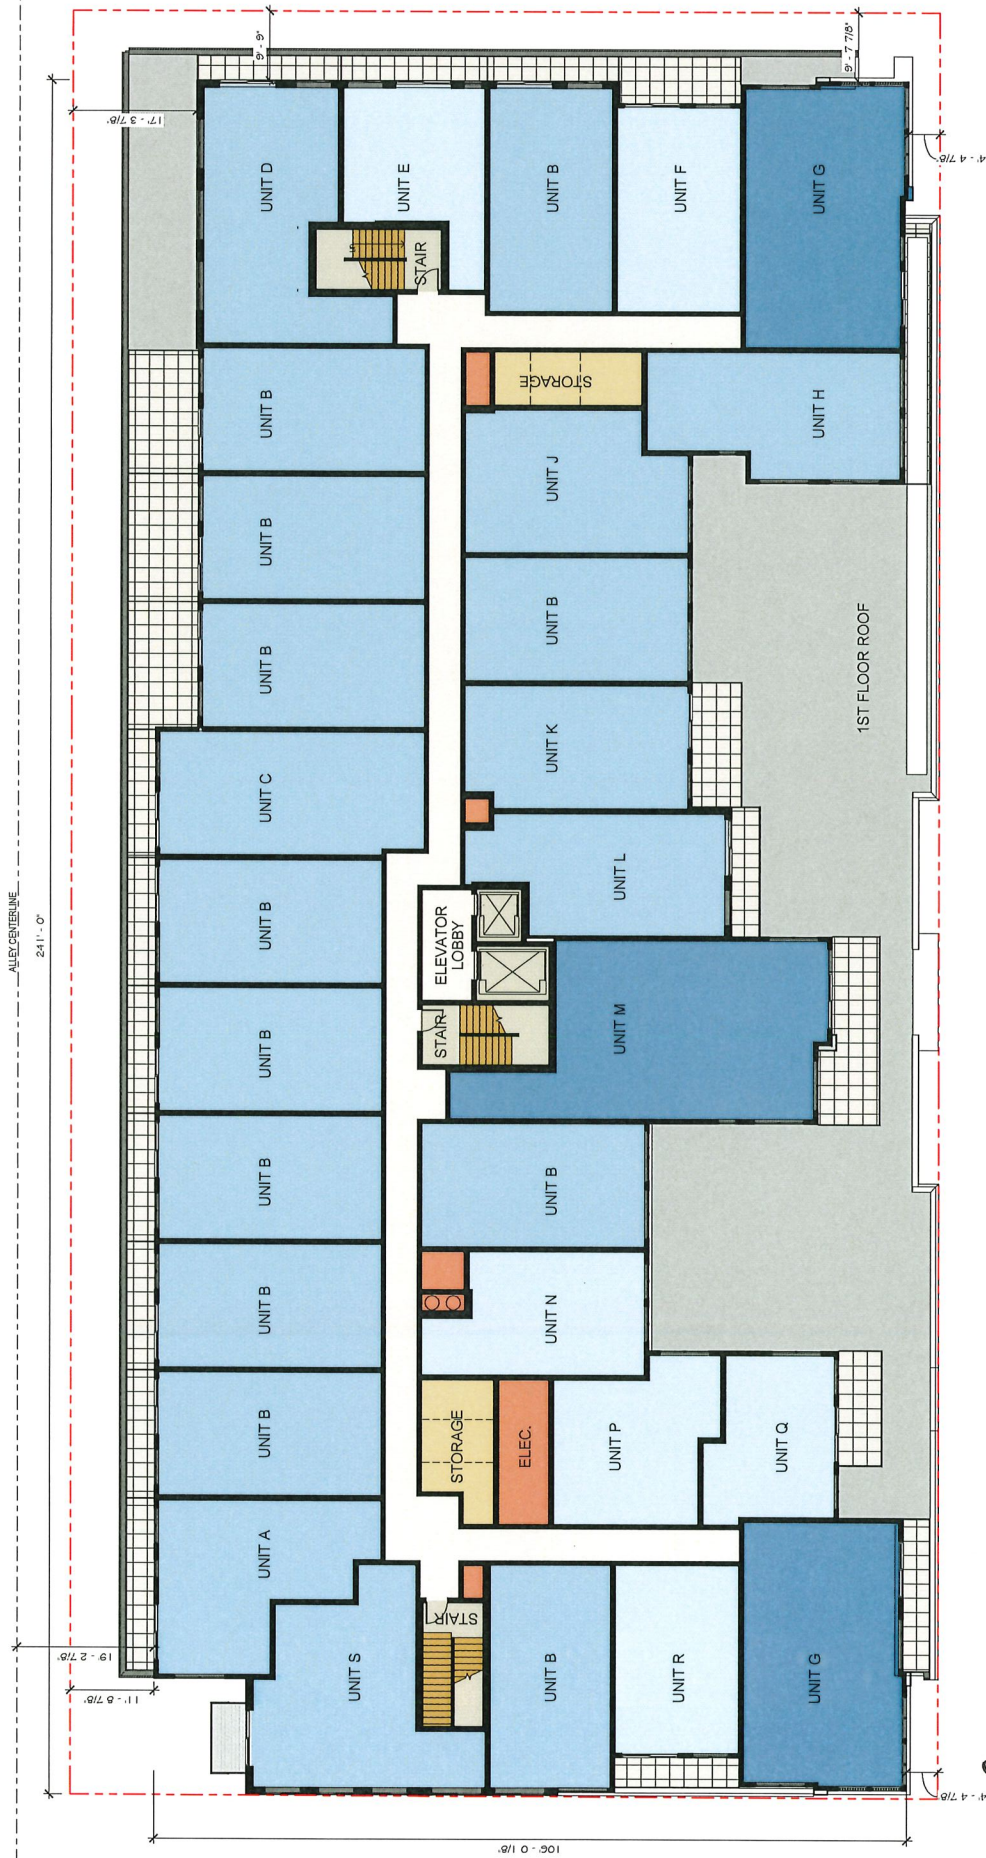 ALLEY CENTERLINE
241' - 0"
9' - 9"
9' - 7 7/8"
17' - 3 7/8"
4' - 4 7/8"
UNIT D
UNIT E
UNIT B
UNIT F
UNIT G
STAIR
UNIT B
STORAGE
UNIT H
UNIT J
UNIT B
UNIT B
UNIT B
UNIT K
1ST FLOOR ROOF
UNIT C
UNIT L
UNIT B
ELEVATOR
LOBBY
UNIT B
STAIR
UNIT M
UNIT B
UNIT B
UNIT B
UNIT N
UNIT B
STORAGE
ELEC.
UNIT P
UNIT Q
UNIT A
STAIR
UNIT S
UNIT B
UNIT R
UNIT G
19' - 2 7/8"
11' - 8 7/8"
4' - 4 7/8"
106' - 0 1/8"